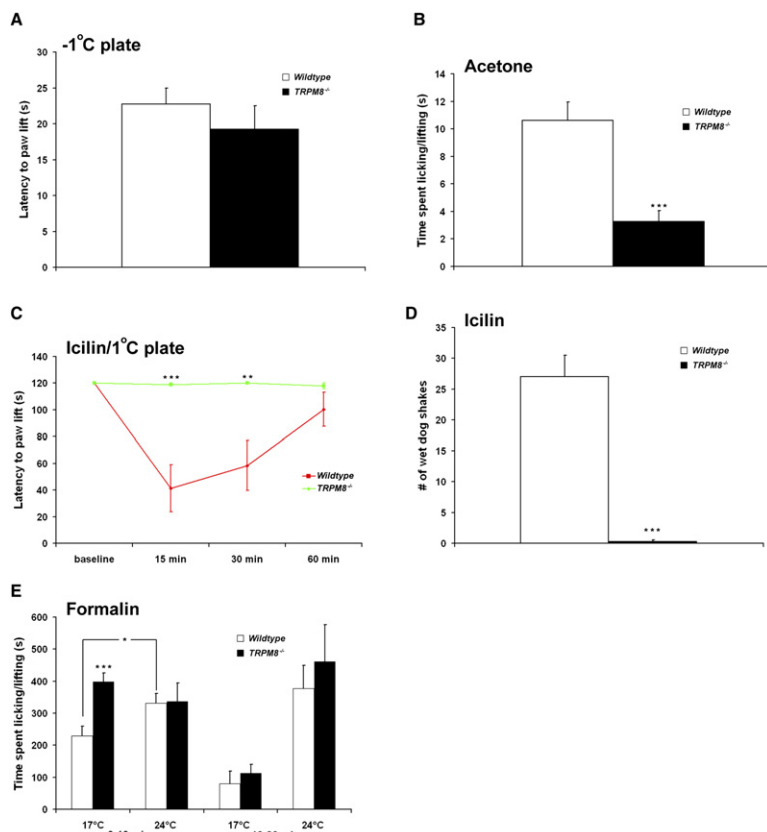 A
-1°C plate
Latency to paw lift (s)
30
25
20
15
10
5
0
Wildtype
TRPM8-/-
B
Acetone
Time spent licking/lifting (s)
14
12
10
8
6
4
2
0
Wildtype
TRPM8-/-
***
C
Icilin/1°C plate
Latency to paw lift (s)
140
120
100
80
60
40
20
0
***
**
Wildtype
TRPM8-/-
baseline
15 min
30 min
60 min
D
Icilin
# of wet dog shakes
35
30
25
20
15
10
5
0
Wildtype
TRPM8-/-
***
E
Formalin
Time spent licking/lifting (s)
600
500
400
300
200
100
0
*
***
Wildtype
TRPM8-/-
17°C
24°C
17°C
24°C